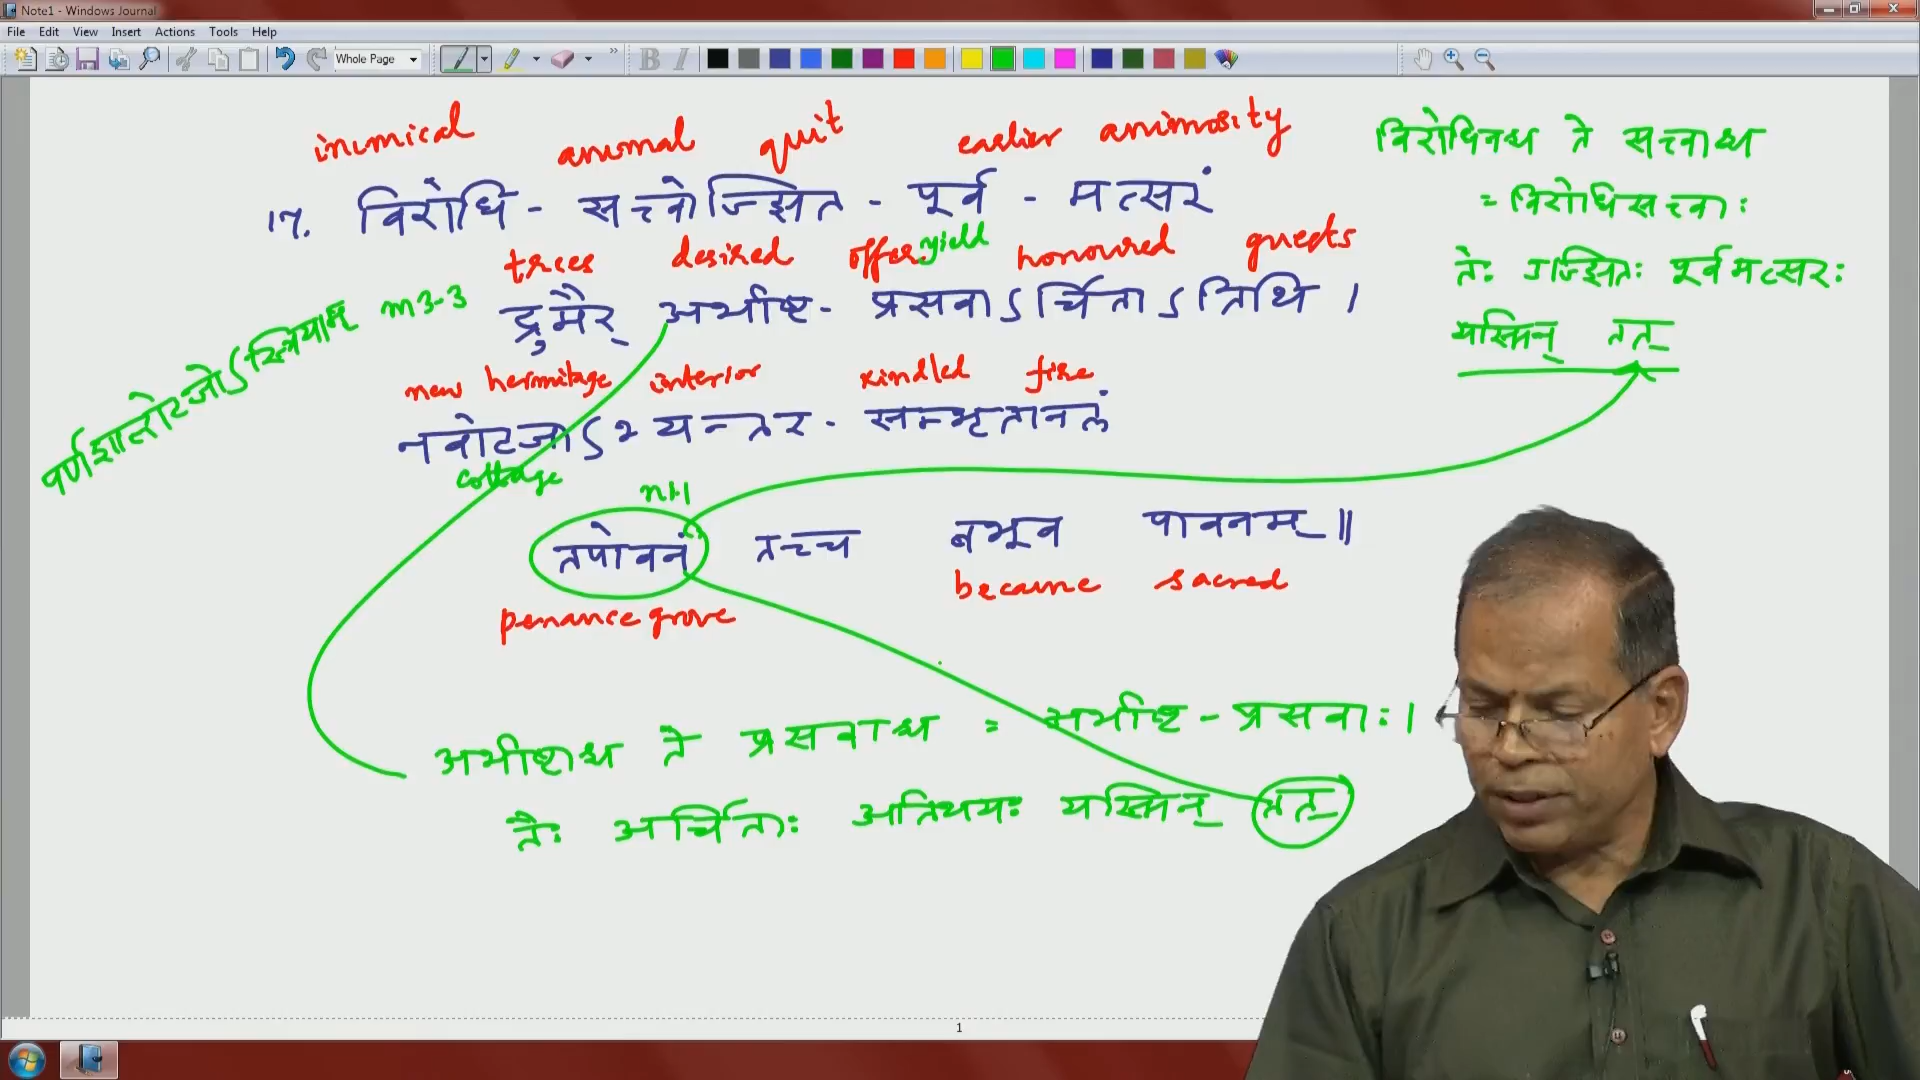 Note1 - Windows Journal
File Edit View Insert Actions Tools Help
Whole Page
inimical animal quit earlier animosity
17. विरोधि - सत्त्वोज्झित - पूर्व - मत्सरं
trees desired offer yield honoured guests
द्रुमैर् अभीष्ट - प्रसवाऽर्चिताऽतिथि ।
new hermitage interior kindled fire
नवोटजाऽभ्यन्तर - सम्भृतानलं
cottage
n1-1
तपोवनं तच्च बभूव पावनम् ॥
became sacred
penance grove
पर्णशालोटजोऽस्त्रियाम् m3-3
विरोधिनश्च ते सत्त्वाश्च
= विरोधिसत्त्वाः
तैः उज्झितः पूर्वमत्सरः
यस्मिन् तत्
अभीष्टाश्च ते प्रसवाश्च = अभीष्ट - प्रसवाः ।
तैः अर्चिताः अतिथयः यस्मिन् तत्
1